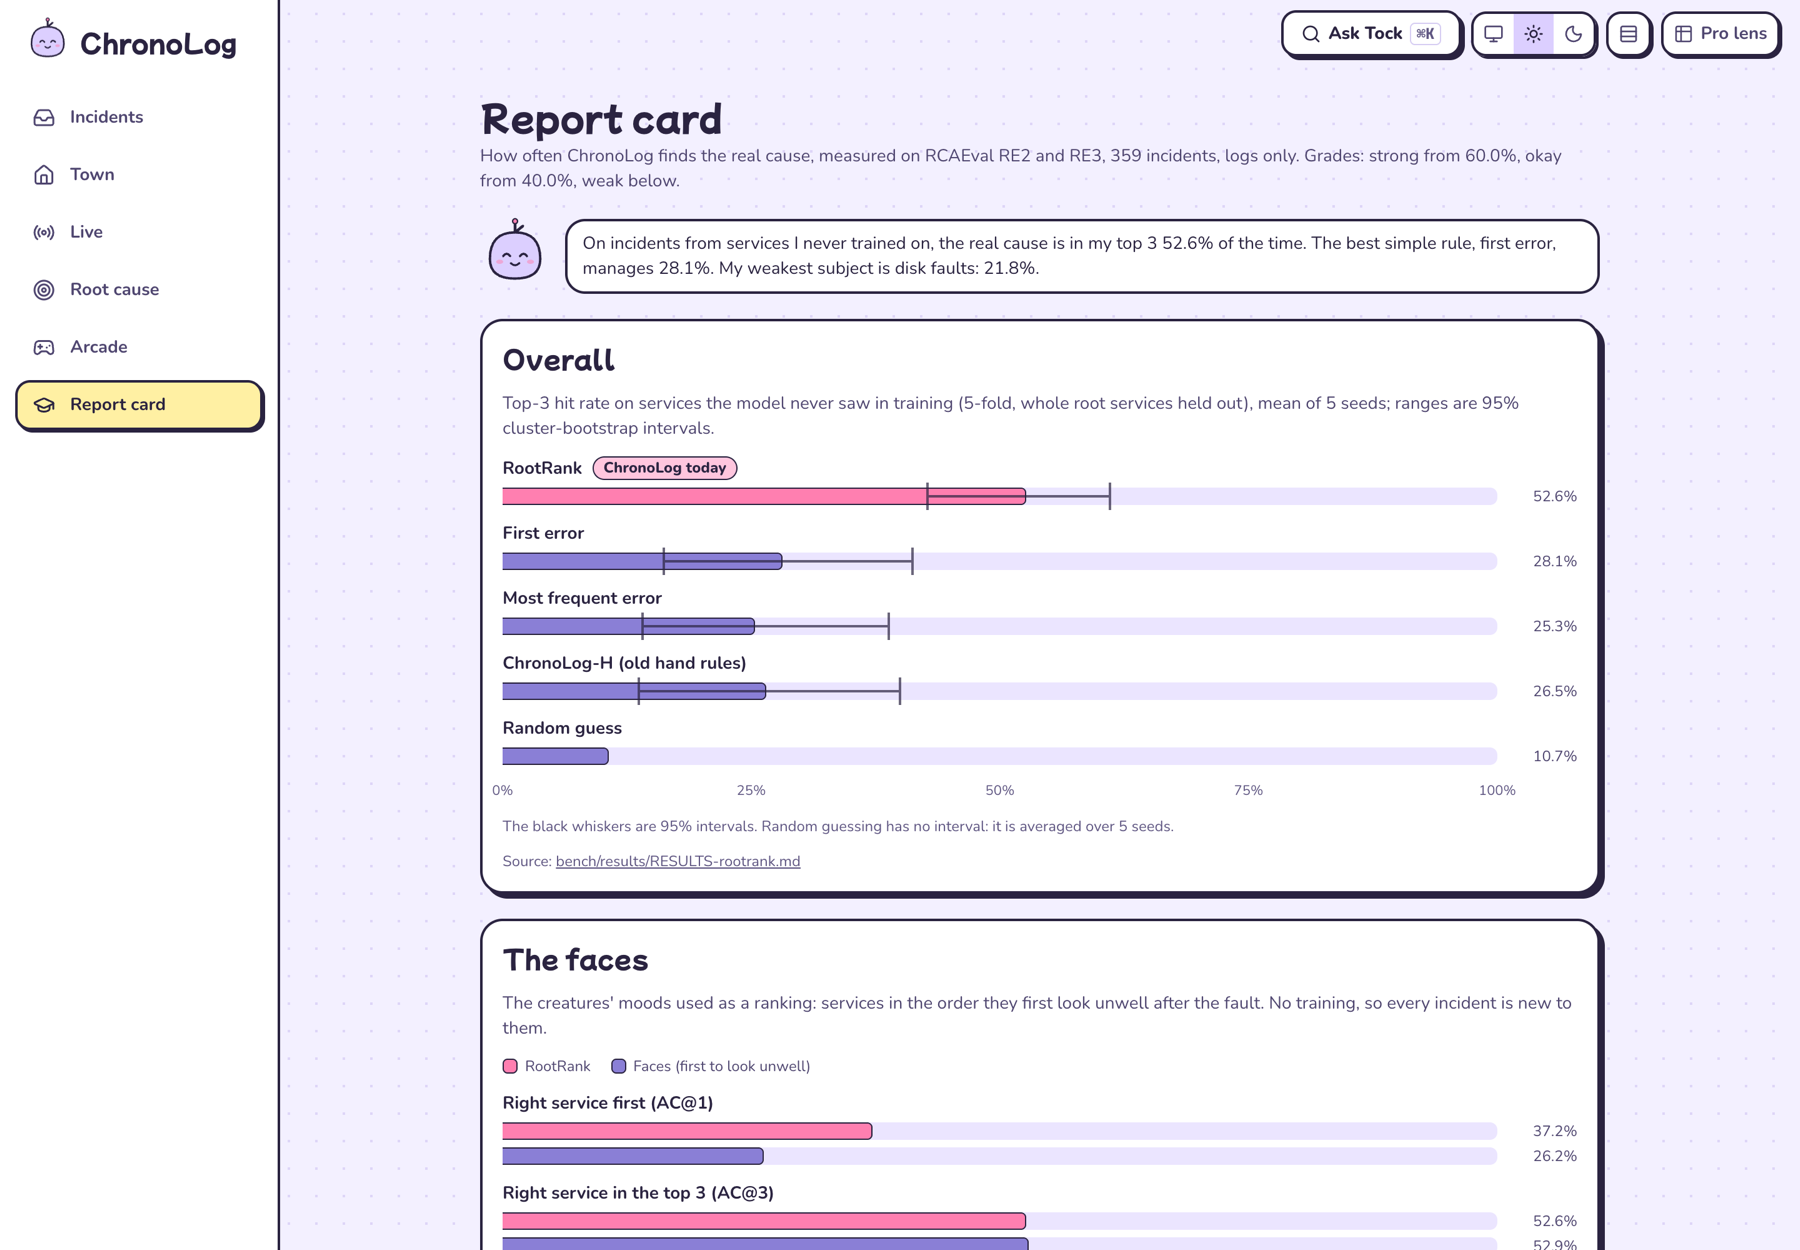 ChronoLog
Incidents
Town
Live
Root cause
Arcade
Report card
Ask Tock ⌘K
Pro lens
Report card
How often ChronoLog finds the real cause, measured on RCAEval RE2 and RE3, 359 incidents, logs only. Grades: strong from 60.0%, okay
from 40.0%, weak below.
On incidents from services I never trained on, the real cause is in my top 3 52.6% of the time. The best simple rule, first error,
manages 28.1%. My weakest subject is disk faults: 21.8%.
Overall
Top-3 hit rate on services the model never saw in training (5-fold, whole root services held out), mean of 5 seeds; ranges are 95%
cluster-bootstrap intervals.
RootRank ChronoLog today
52.6%
First error
28.1%
Most frequent error
25.3%
ChronoLog-H (old hand rules)
26.5%
Random guess
10.7%
0% 25% 50% 75% 100%
The black whiskers are 95% intervals. Random guessing has no interval: it is averaged over 5 seeds.
Source: bench/results/RESULTS-rootrank.md
The faces
The creatures' moods used as a ranking: services in the order they first look unwell after the fault. No training, so every incident is new to
them.
RootRank Faces (first to look unwell)
Right service first (AC@1)
37.2%
26.2%
Right service in the top 3 (AC@3)
52.6%
52.9%